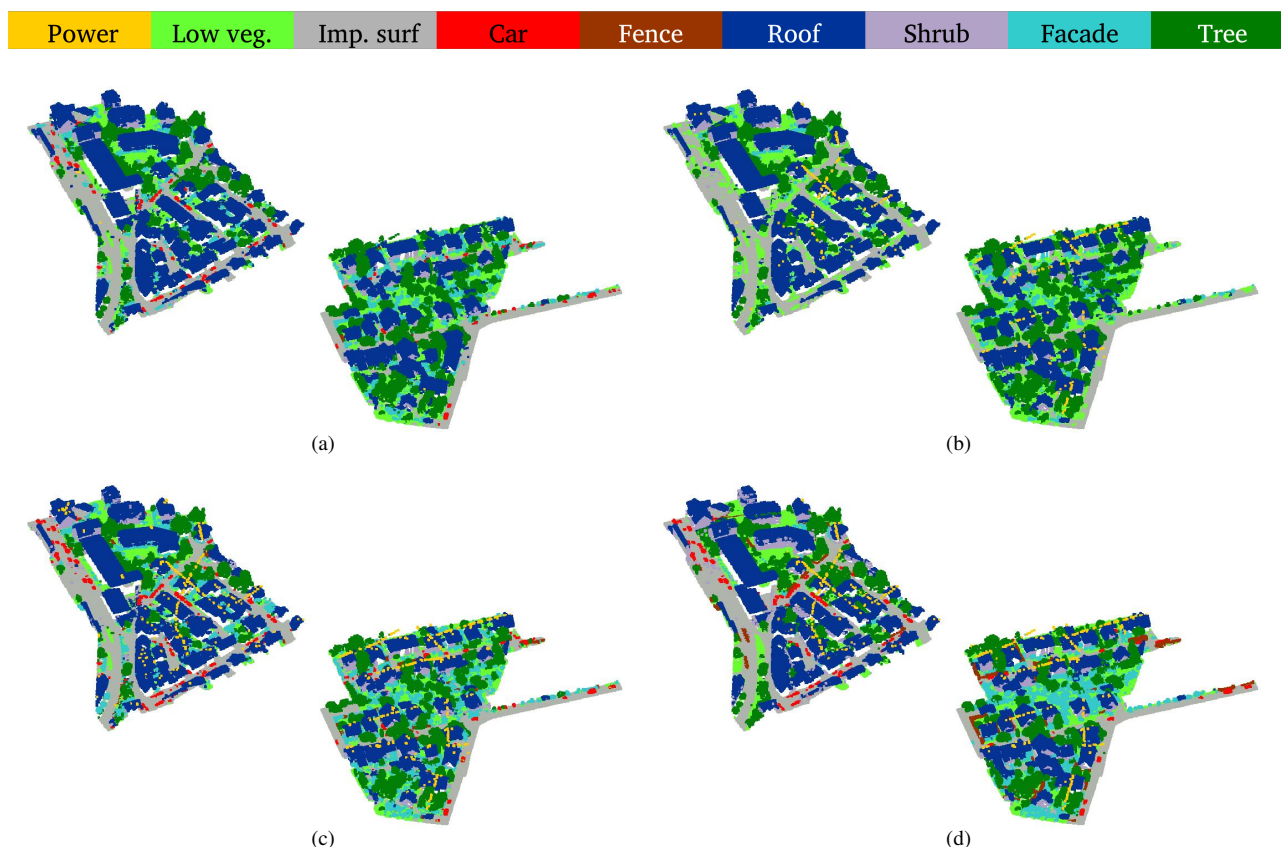 Power Low veg. Imp. surf Car Fence Roof Shrub Facade Tree
(a) (b)
(c) (d)